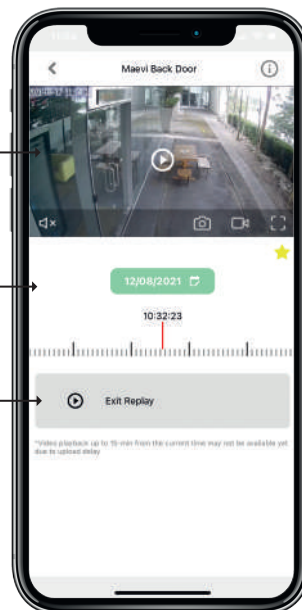 Maevi Back Door
12/08/2021
10:32:23
Exit Replay
*Video playback up to 15-min from the current time may not be available yet
due to upload delay